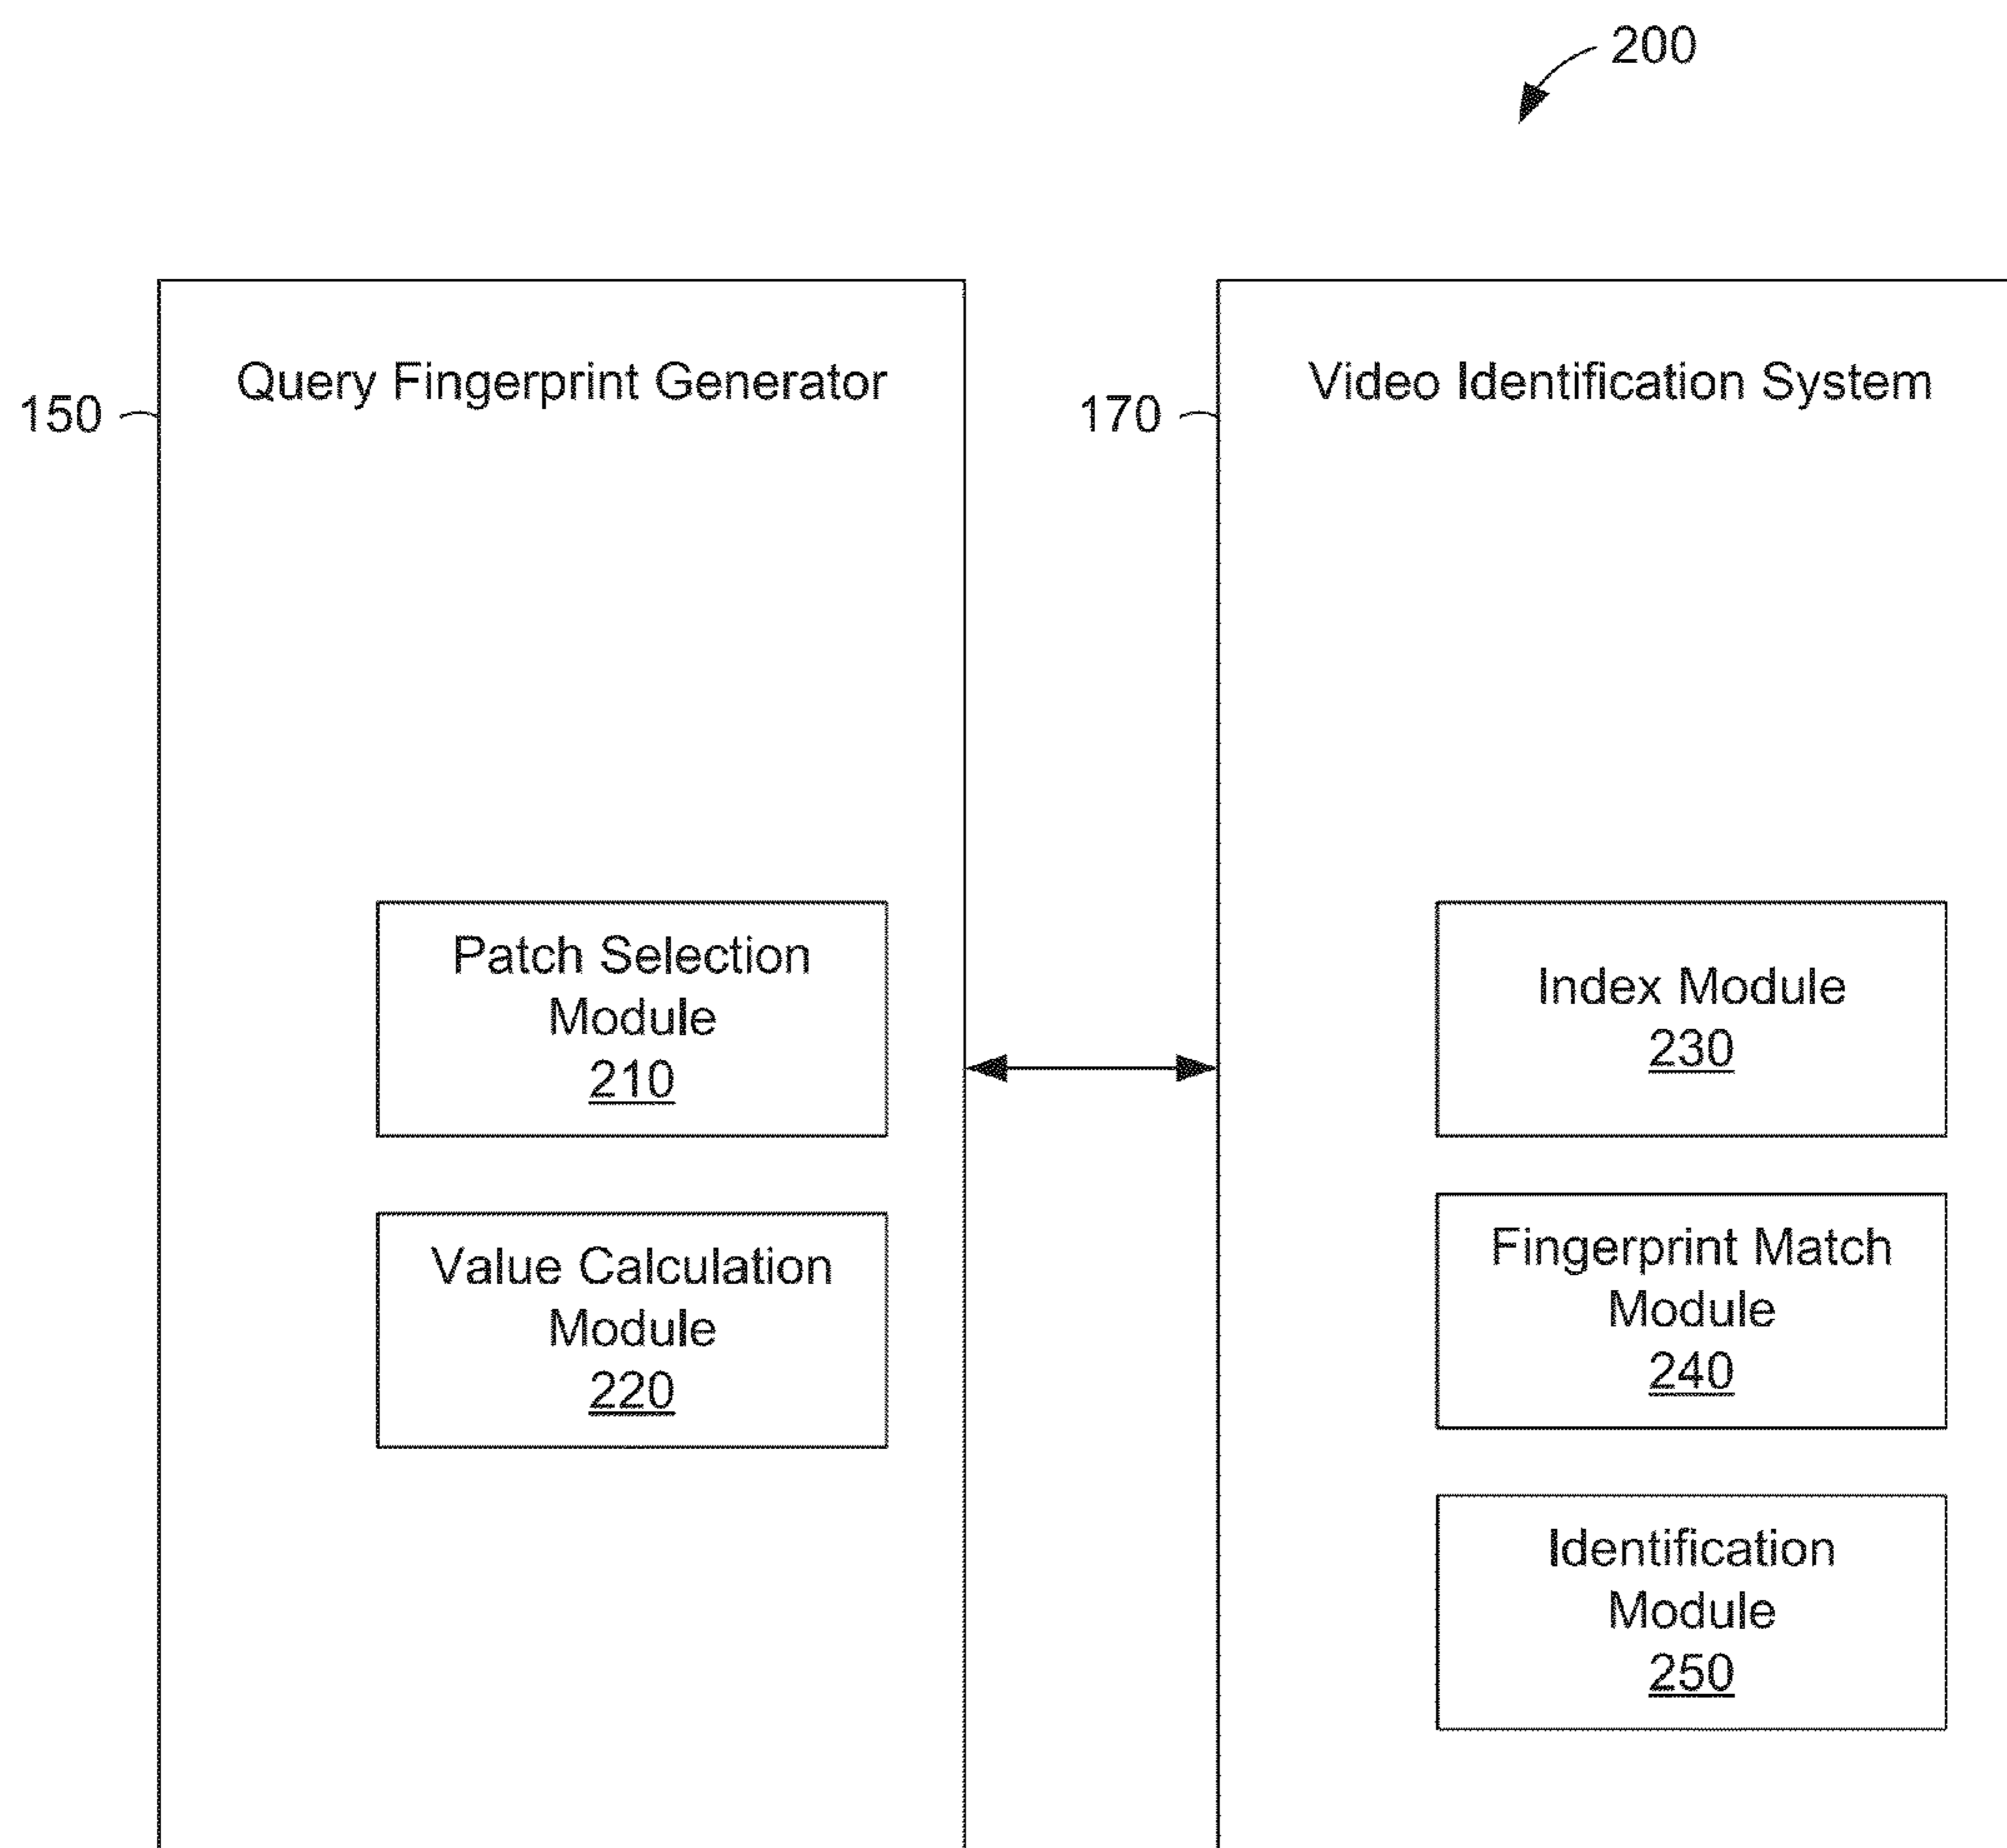 200
Query Fingerprint Generator
150
Patch Selection
Module
210
Value Calculation
Module
220
Video Identification System
170
Index Module
230
Fingerprint Match
Module
240
Identification
Module
250